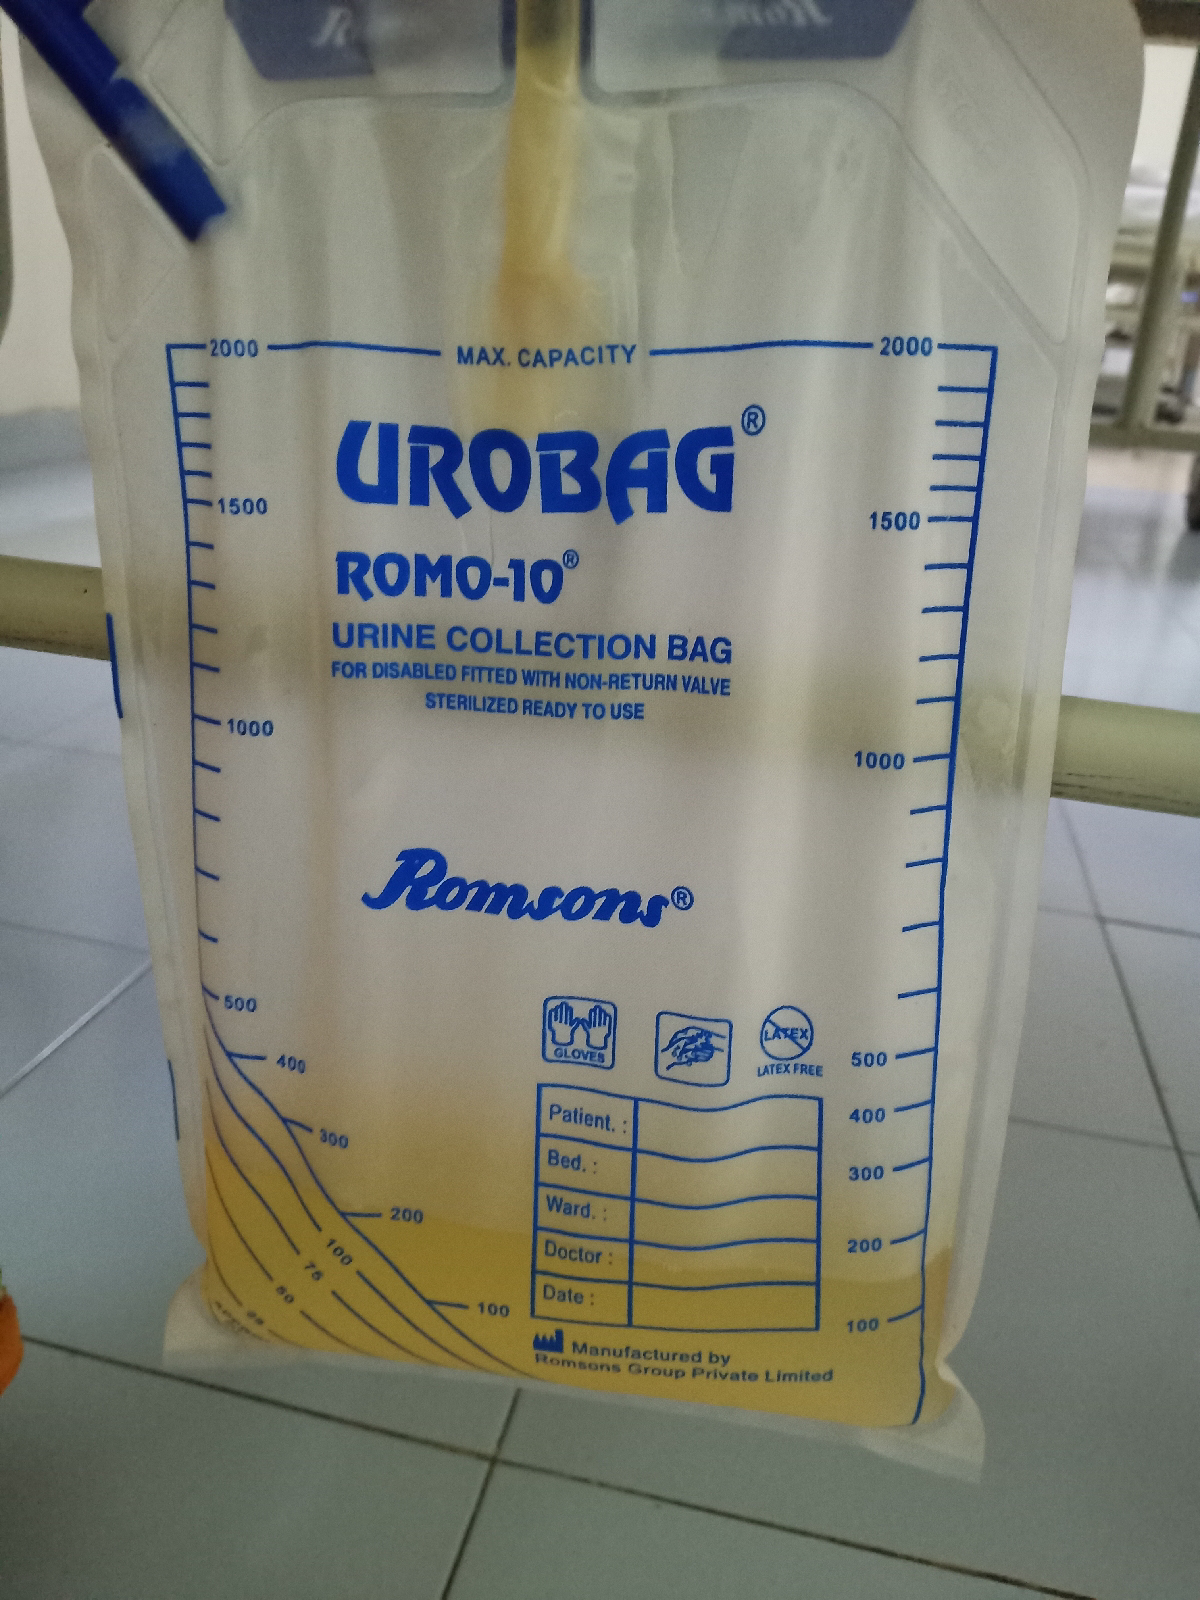 2000 MAX. CAPACITY 2000
UROBAG®
1500 1500
ROMO-10®
URINE COLLECTION BAG
FOR DISABLED FITTED WITH NON-RETURN VALVE
STERILIZED READY TO USE
1000 1000
Romsons®
500 500
GLOVES
LATEX
LATEX FREE
400 400
300 300
200 200
100 100
100
75
50
25
Patient. :
Bed. :
Ward. :
Doctor :
Date :
Manufactured by
Romsons Group Private Limited